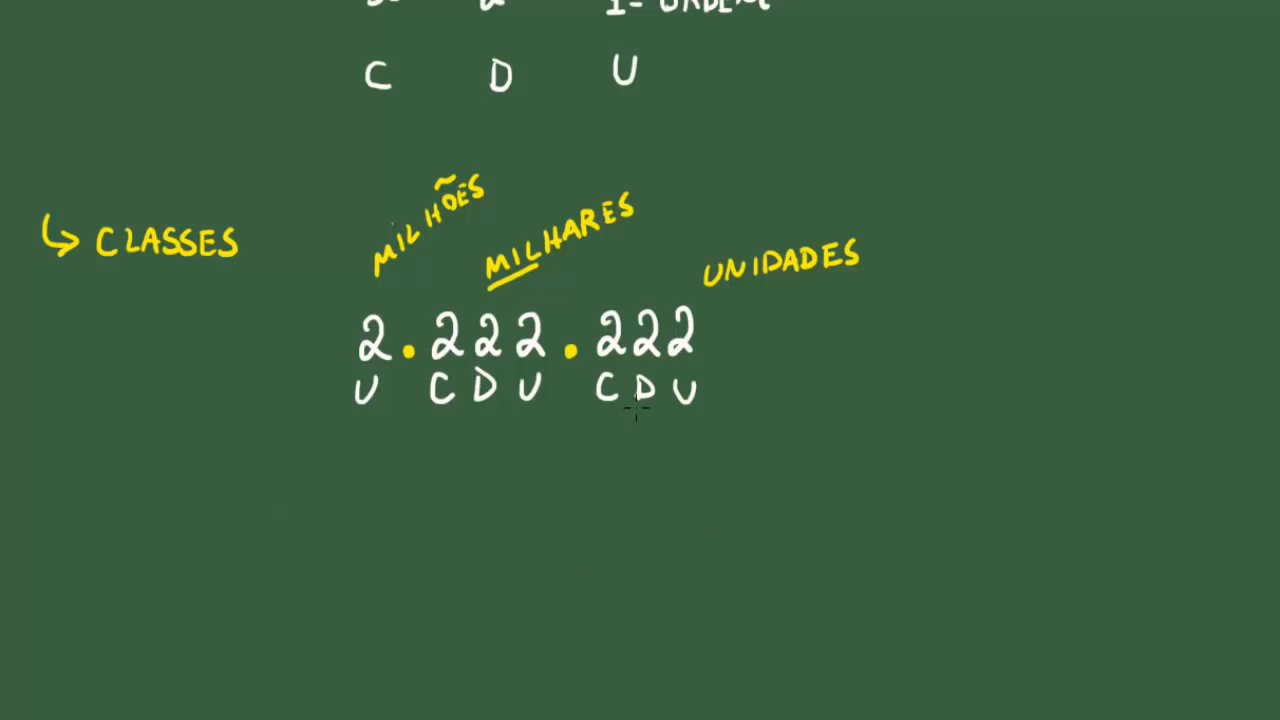 C D U
MILHÕES
MILHARES
UNIDADES
↳ CLASSES
2.222.222
U C D U C D U